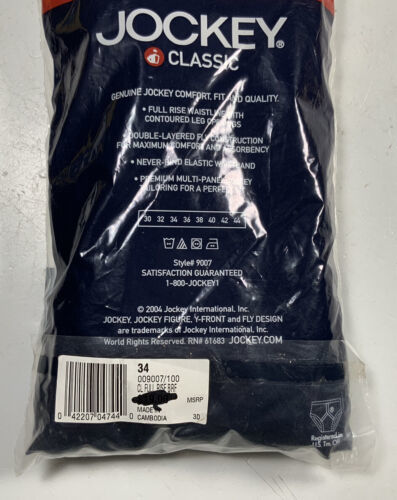 JOCKEY®
CLASSIC
GENUINE JOCKEY COMFORT, FIT AND QUALITY.
• FULL RISE WAISTLINE WITH
CONTOURED LEG OPENINGS
• DOUBLE-LAYERED FLY CONSTRUCTION
FOR MAXIMUM COMFORT AND ABSORBENCY
• NEVER-BIND ELASTIC WAISTBAND
• PREMIUM MULTI-PANEL JOCKEY
TAILORING FOR A PERFECT FIT
30 32 34 36 38 40 42 44
Style# 9007
SATISFACTION GUARANTEED
1-800-JOCKEY1
© 2004 Jockey International, Inc.
JOCKEY, JOCKEY FIGURE, Y-FRONT and FLY DESIGN
are trademarks of Jockey International, Inc.
World Rights Reserved. RN# 61683 JOCKEY.COM
34
009007/100
CL FULL RISE BRF
MSRP
MADE
CAMBODIA 30
0 42207 04744 0
Registered in
U.S. Tm.